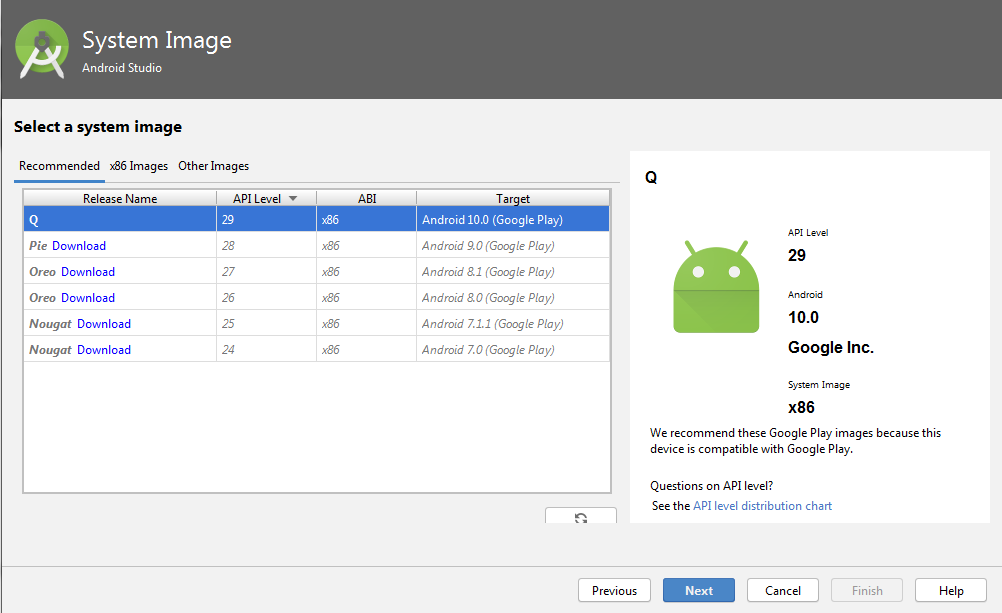 System Image
Android Studio
Select a system image
Recommended x86 Images Other Images
Release Name API Level ABI Target
Q 29 x86 Android 10.0 (Google Play)
Pie Download 28 x86 Android 9.0 (Google Play)
Oreo Download 27 x86 Android 8.1 (Google Play)
Oreo Download 26 x86 Android 8.0 (Google Play)
Nougat Download 25 x86 Android 7.1.1 (Google Play)
Nougat Download 24 x86 Android 7.0 (Google Play)
Q
API Level
29
Android
10.0
Google Inc.
System Image
x86
We recommend these Google Play images because this
device is compatible with Google Play.
Questions on API level?
See the API level distribution chart
Previous Next Cancel Finish Help